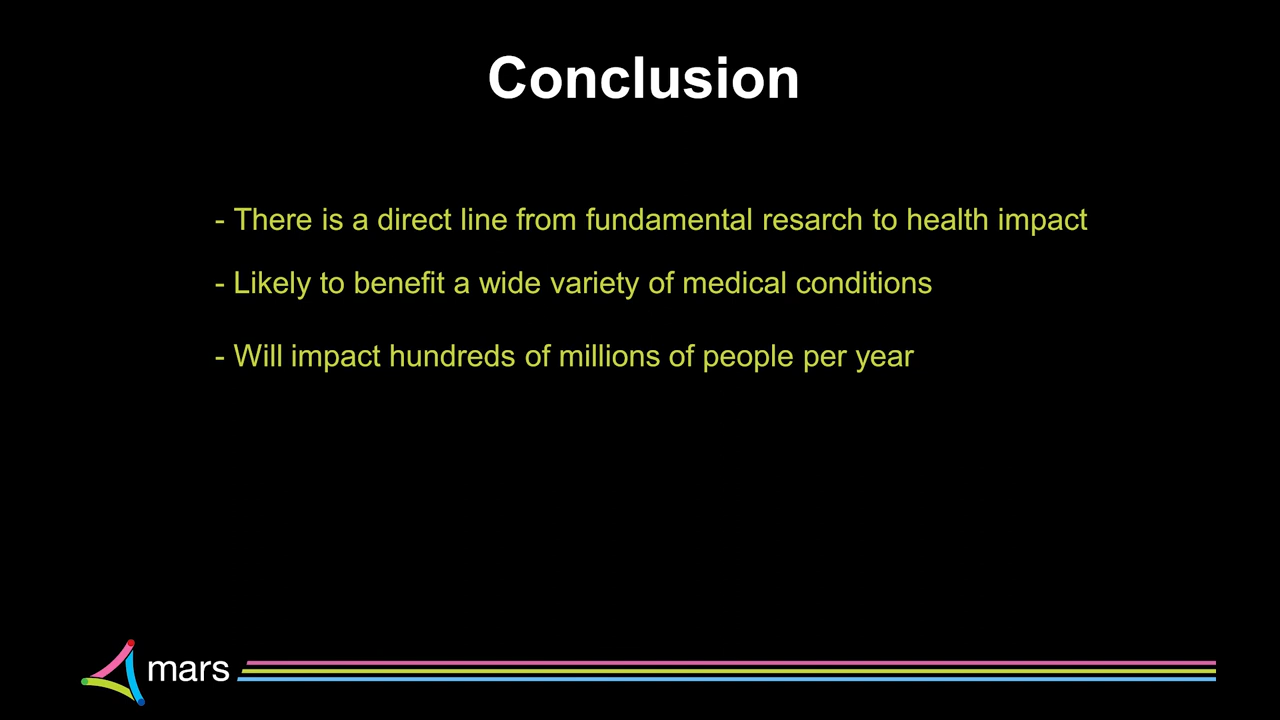 Conclusion
- There is a direct line from fundamental resarch to health impact
- Likely to benefit a wide variety of medical conditions
- Will impact hundreds of millions of people per year
mars